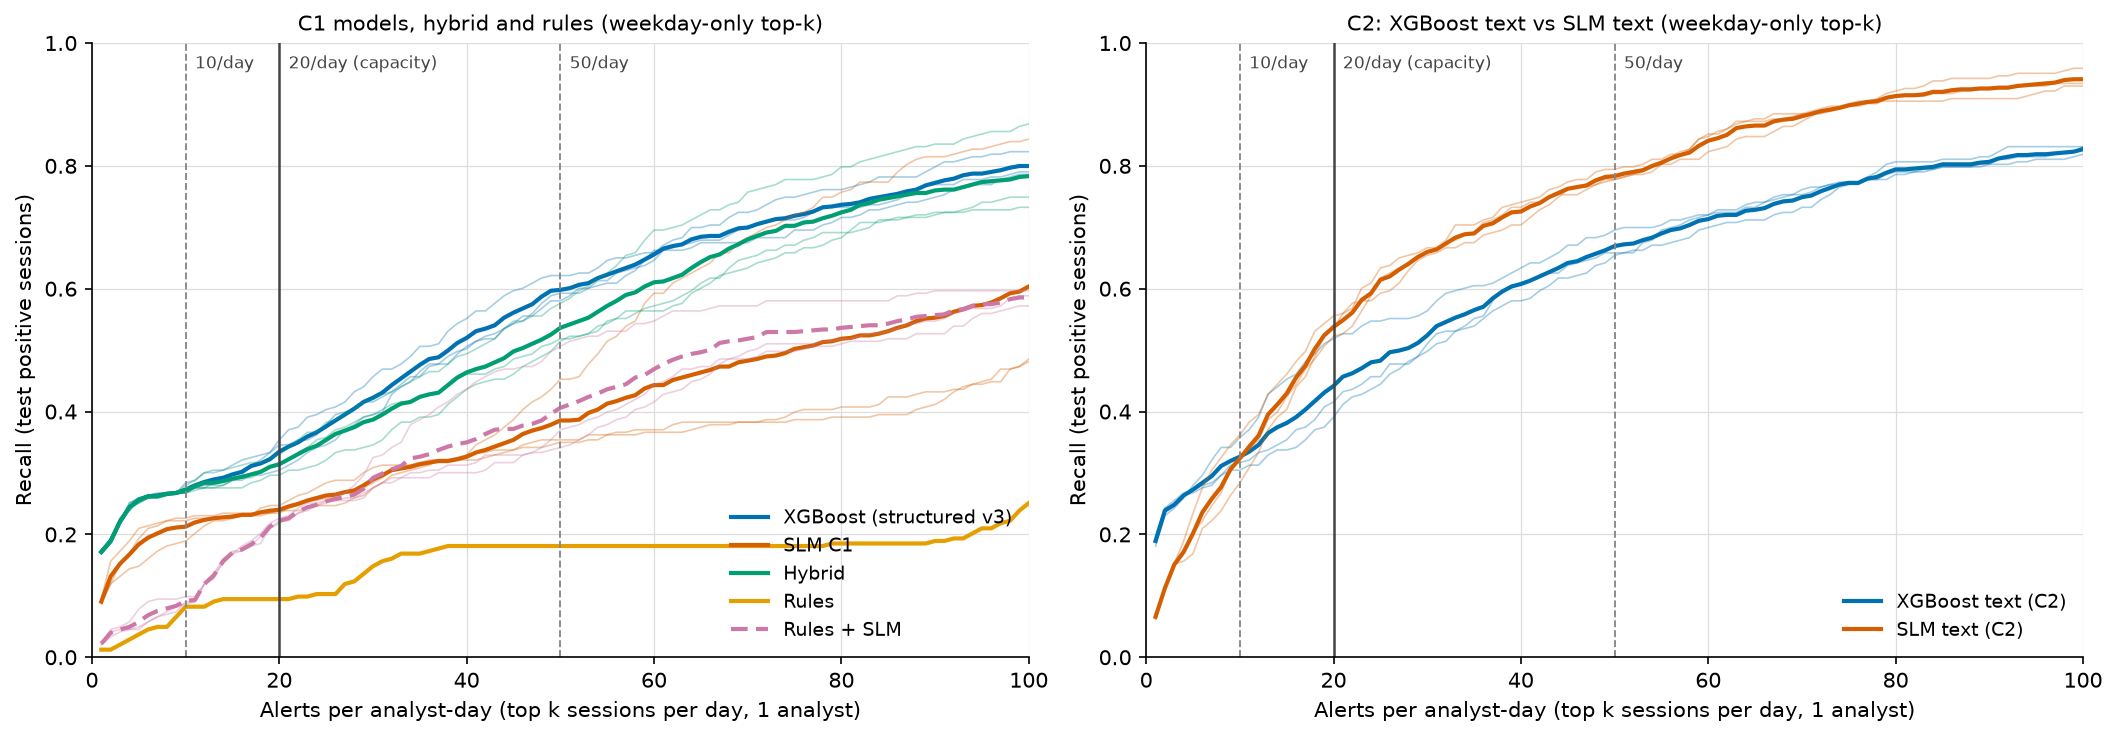 C1 models, hybrid and rules (weekday-only top-k)
1.0
0.8
0.6
0.4
0.2
0.0
Recall (test positive sessions)
10/day
20/day (capacity)
50/day
XGBoost (structured v3)
SLM C1
Hybrid
Rules
Rules + SLM
0 20 40 60 80 100
Alerts per analyst-day (top k sessions per day, 1 analyst)
C2: XGBoost text vs SLM text (weekday-only top-k)
1.0
0.8
0.6
0.4
0.2
0.0
Recall (test positive sessions)
10/day
20/day (capacity)
50/day
XGBoost text (C2)
SLM text (C2)
0 20 40 60 80 100
Alerts per analyst-day (top k sessions per day, 1 analyst)